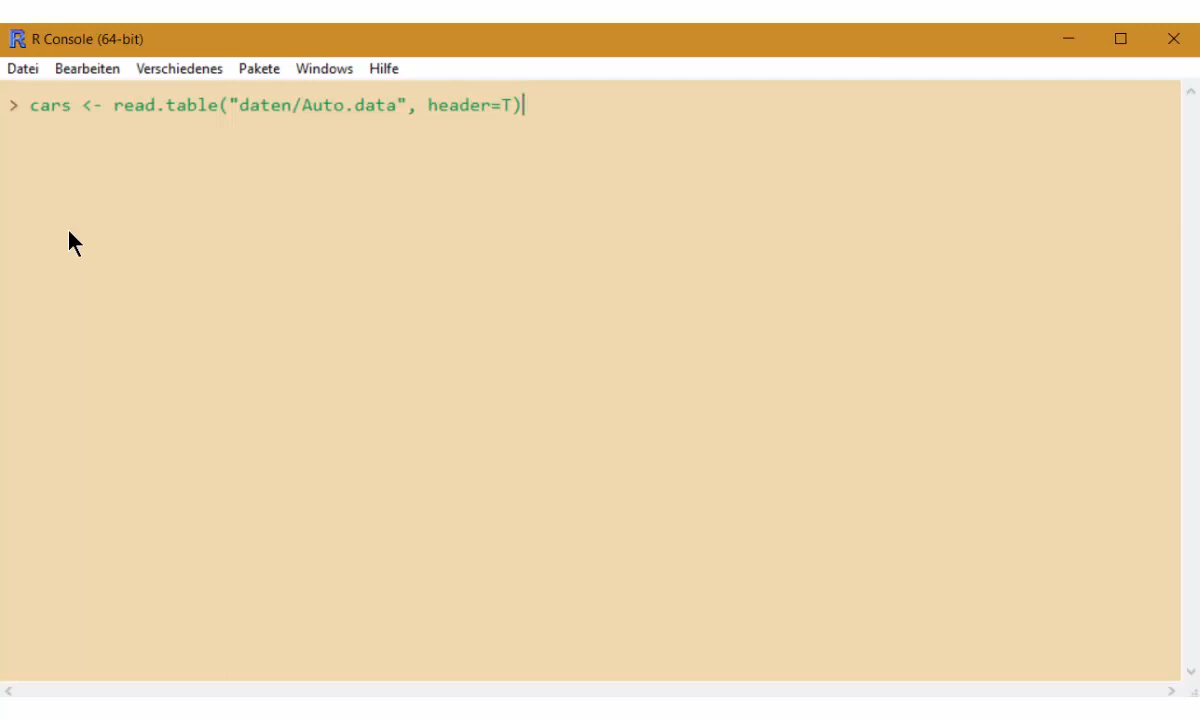 R Console (64-bit)
Datei Bearbeiten Verschiedenes Pakete Windows Hilfe
> cars <- read.table("daten/Auto.data", header=T)